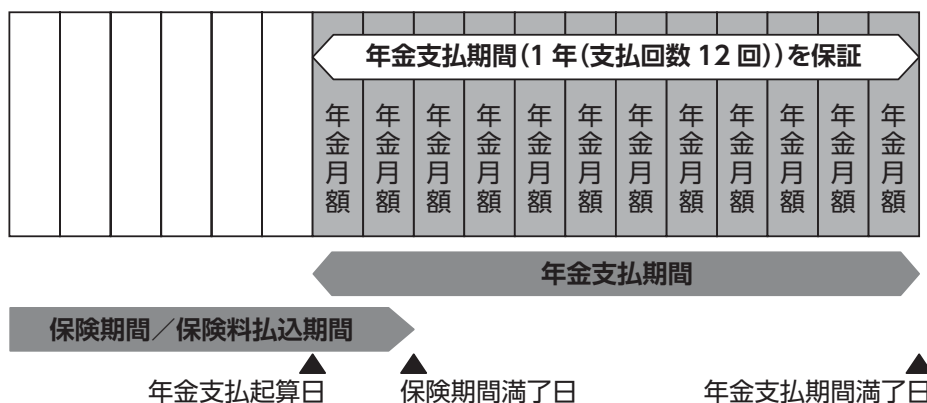 年金支払期間（1年（支払回数12回））を保証
年金月額
年金月額
年金月額
年金月額
年金月額
年金月額
年金月額
年金月額
年金月額
年金月額
年金月額
年金月額
年金支払期間
保険期間／保険料払込期間
年金支払起算日
保険期間満了日
年金支払期間満了日